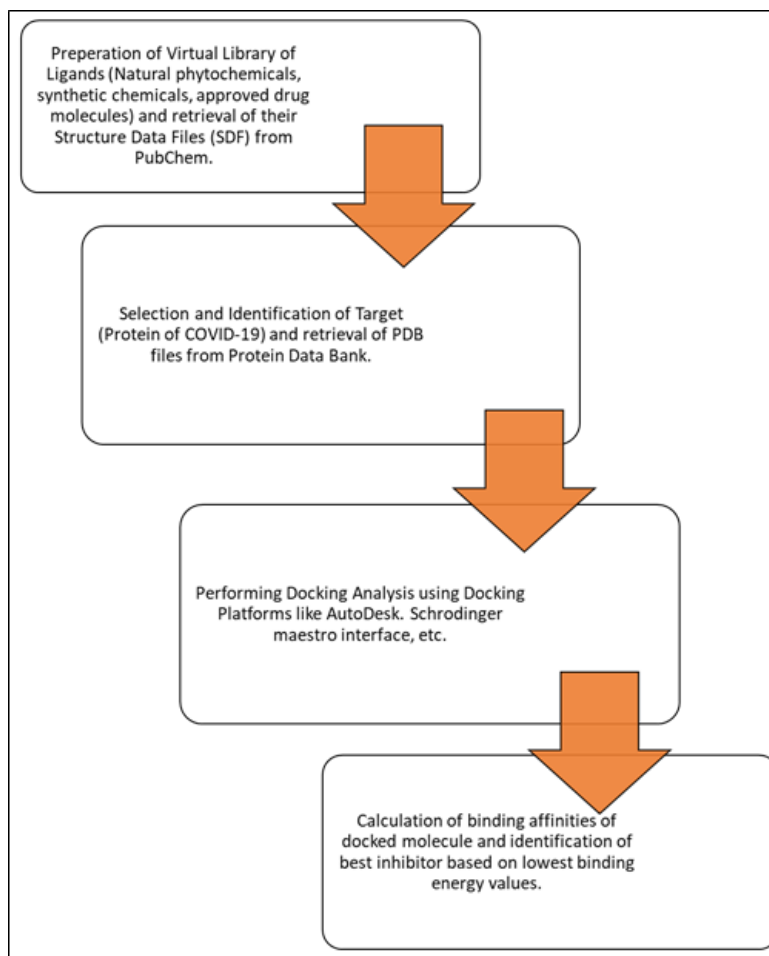 Preperation of Virtual Library of
Ligands (Natural phytochemicals,
synthetic chemicals, approved drug
molecules) and retrieval of their
Structure Data Files (SDF) from
PubChem.
Selection and Identification of Target
(Protein of COVID-19) and retrieval of PDB
files from Protein Data Bank.
Performing Docking Analysis using Docking
Platforms like AutoDesk. Schrodinger
maestro interface, etc.
Calculation of binding affinities of
docked molecule and identification of
best inhibitor based on lowest binding
energy values.